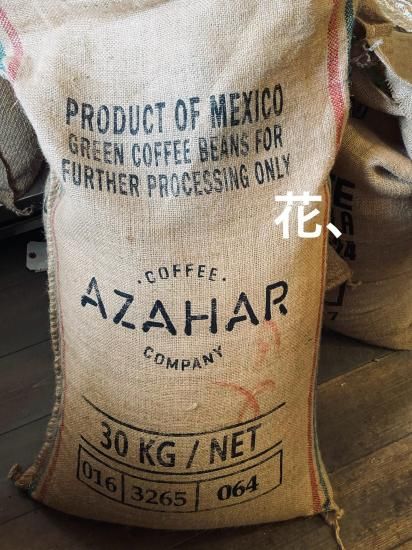 PRODUCT OF MEXICO
GREEN COFFEE BEANS FOR
FURTHER PROCESSING ONLY
花、
· COFFEE ·
AZAHAR
COMPANY
30 KG / NET
016 3265 064